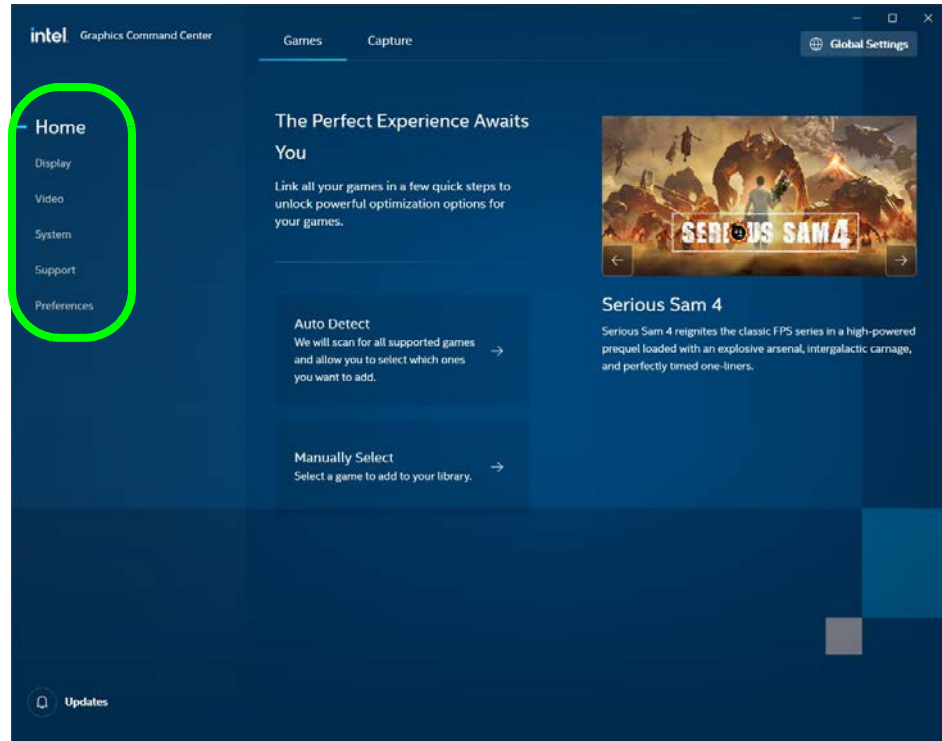 intel. Graphics Command Center
Games
Capture
Global Settings
Home
Display
Video
System
Support
Preferences
The Perfect Experience Awaits
You
Link all your games in a few quick steps to
unlock powerful optimization options for
your games.
Auto Detect
We will scan for all supported games
and allow you to select which ones
you want to add.
Manually Select
Select a game to add to your library.
SERIOUS SAM 4
Serious Sam 4
Serious Sam 4 reignites the classic FPS series in a high-powered
prequel loaded with an explosive arsenal, intergalactic carnage,
and perfectly timed one-liners.
Updates